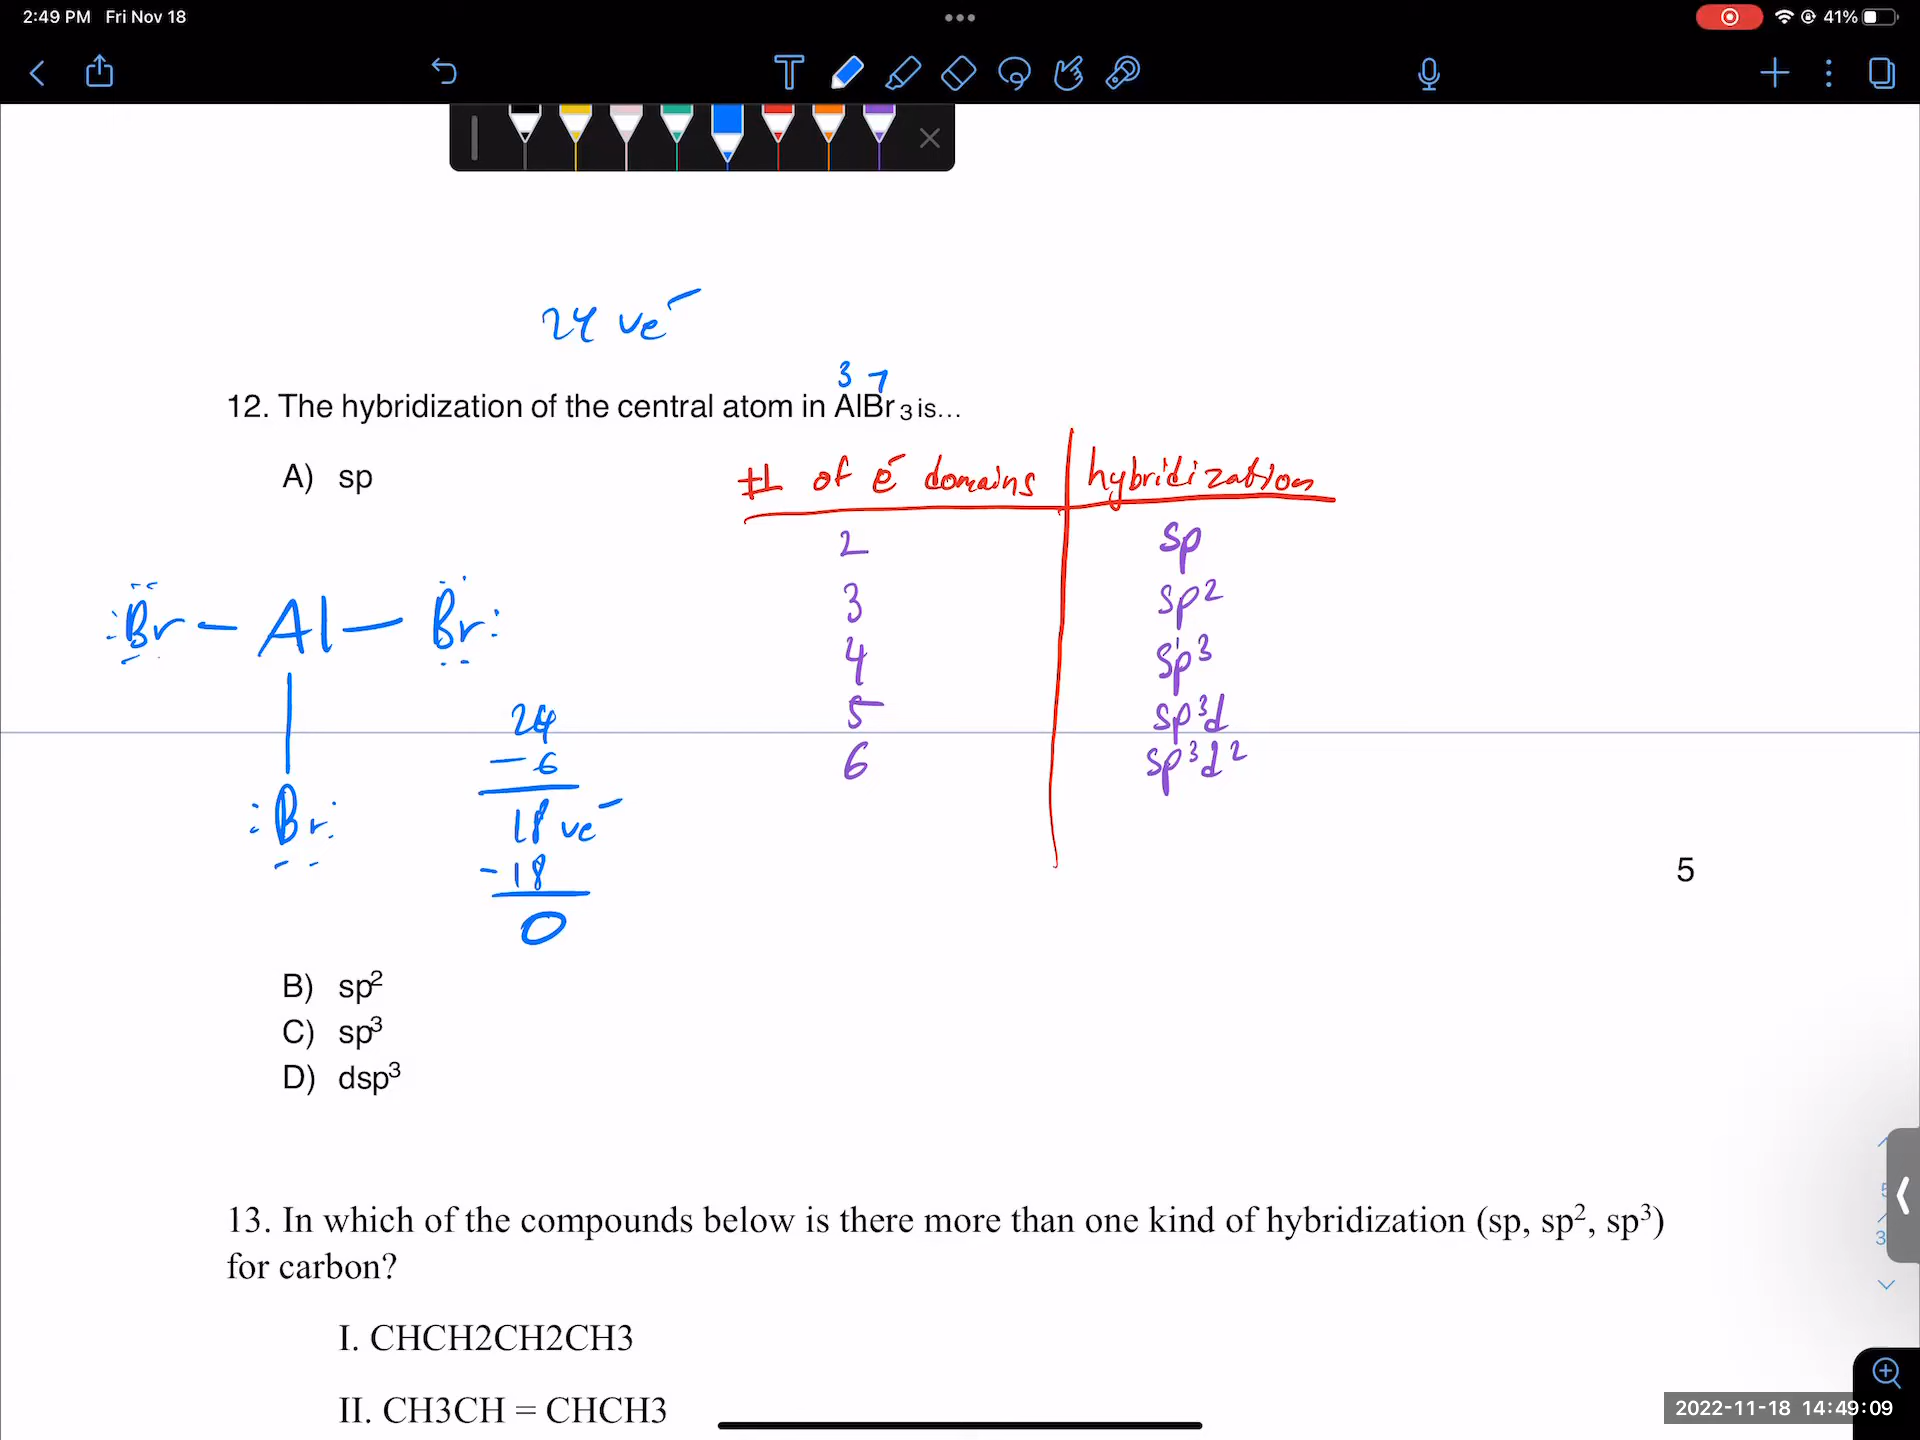 2:49 PM Fri Nov 18
41%
24 ve⁻
3 7
12. The hybridization of the central atom in AlBr₃ is...
A) sp
# of e⁻ domains hybridization
2 sp
3 sp²
4 sp³
5 sp³d
6 sp³d²
:Br — Al — Br:
:Br:
24
- 6
18 ve⁻
- 18
0
5
B) sp²
C) sp³
D) dsp³
13. In which of the compounds below is there more than one kind of hybridization (sp, sp², sp³)
for carbon?
I. CHCH2CH2CH3
II. CH3CH = CHCH3
2022-11-18 14:49:09